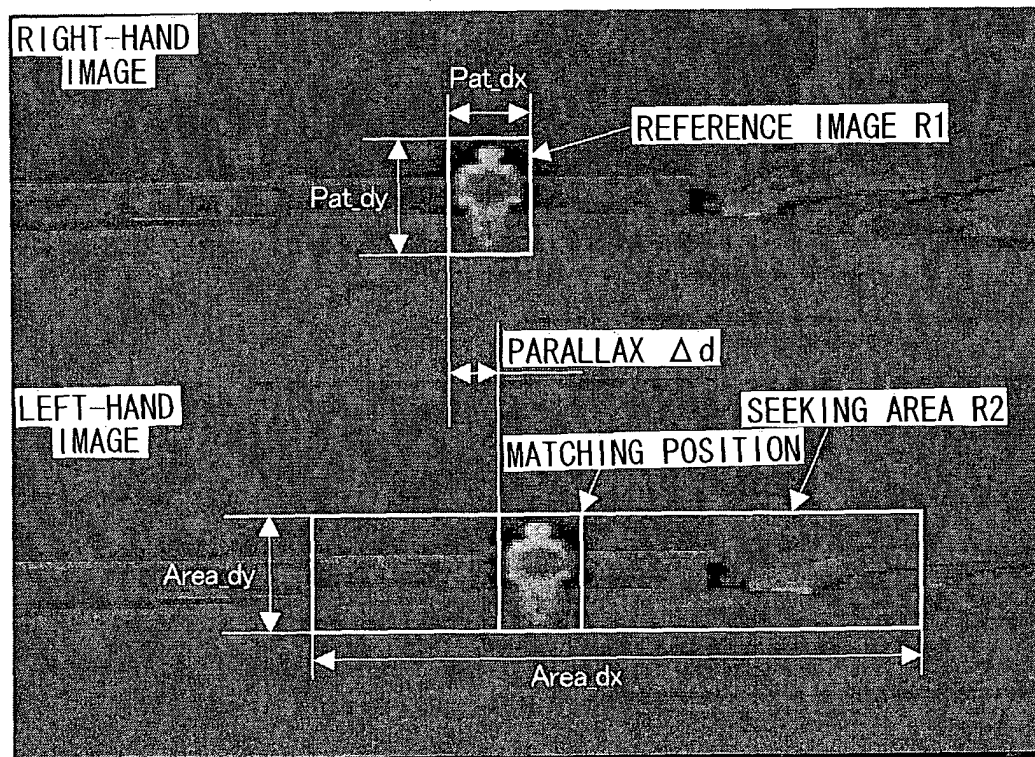 RIGHT-HAND
IMAGE
Pat_dx
REFERENCE IMAGE R1
Pat_dy
PARALLAX Δd
LEFT-HAND
IMAGE
SEEKING AREA R2
MATCHING POSITION
Area_dy
Area_dx